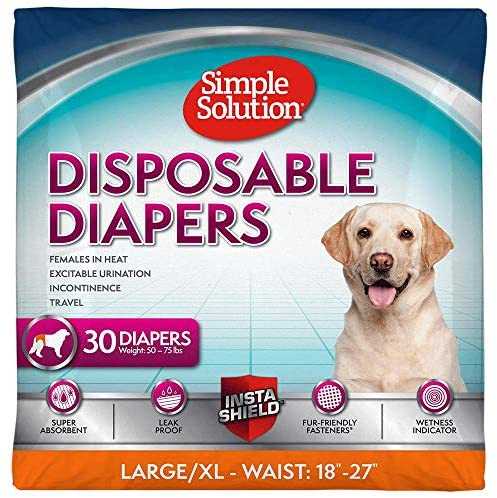 Simple
Solution®
DISPOSABLE
DIAPERS
FEMALES IN HEAT
EXCITABLE URINATION
INCONTINENCE
TRAVEL
30 DIAPERS
Weight: 50 – 75 lbs
SUPER
ABSORBENT
LEAK
PROOF
INSTA
SHIELD™
FUR-FRIENDLY
FASTENERS*
WETNESS
INDICATOR
LARGE/XL - WAIST: 18"-27"